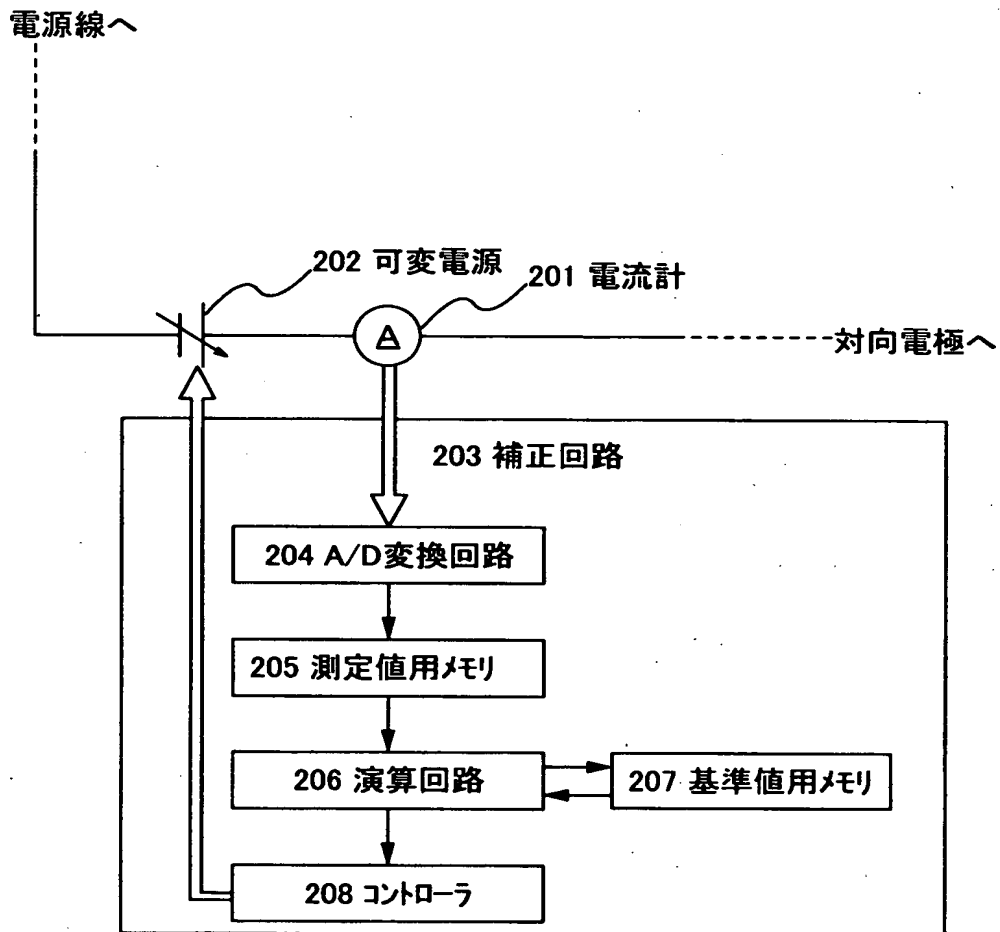 電源線へ
202 可変電源
201 電流計
A
対向電極へ
203 補正回路
204 A/D変換回路
205 測定値用メモリ
206 演算回路
207 基準値用メモリ
208 コントローラ